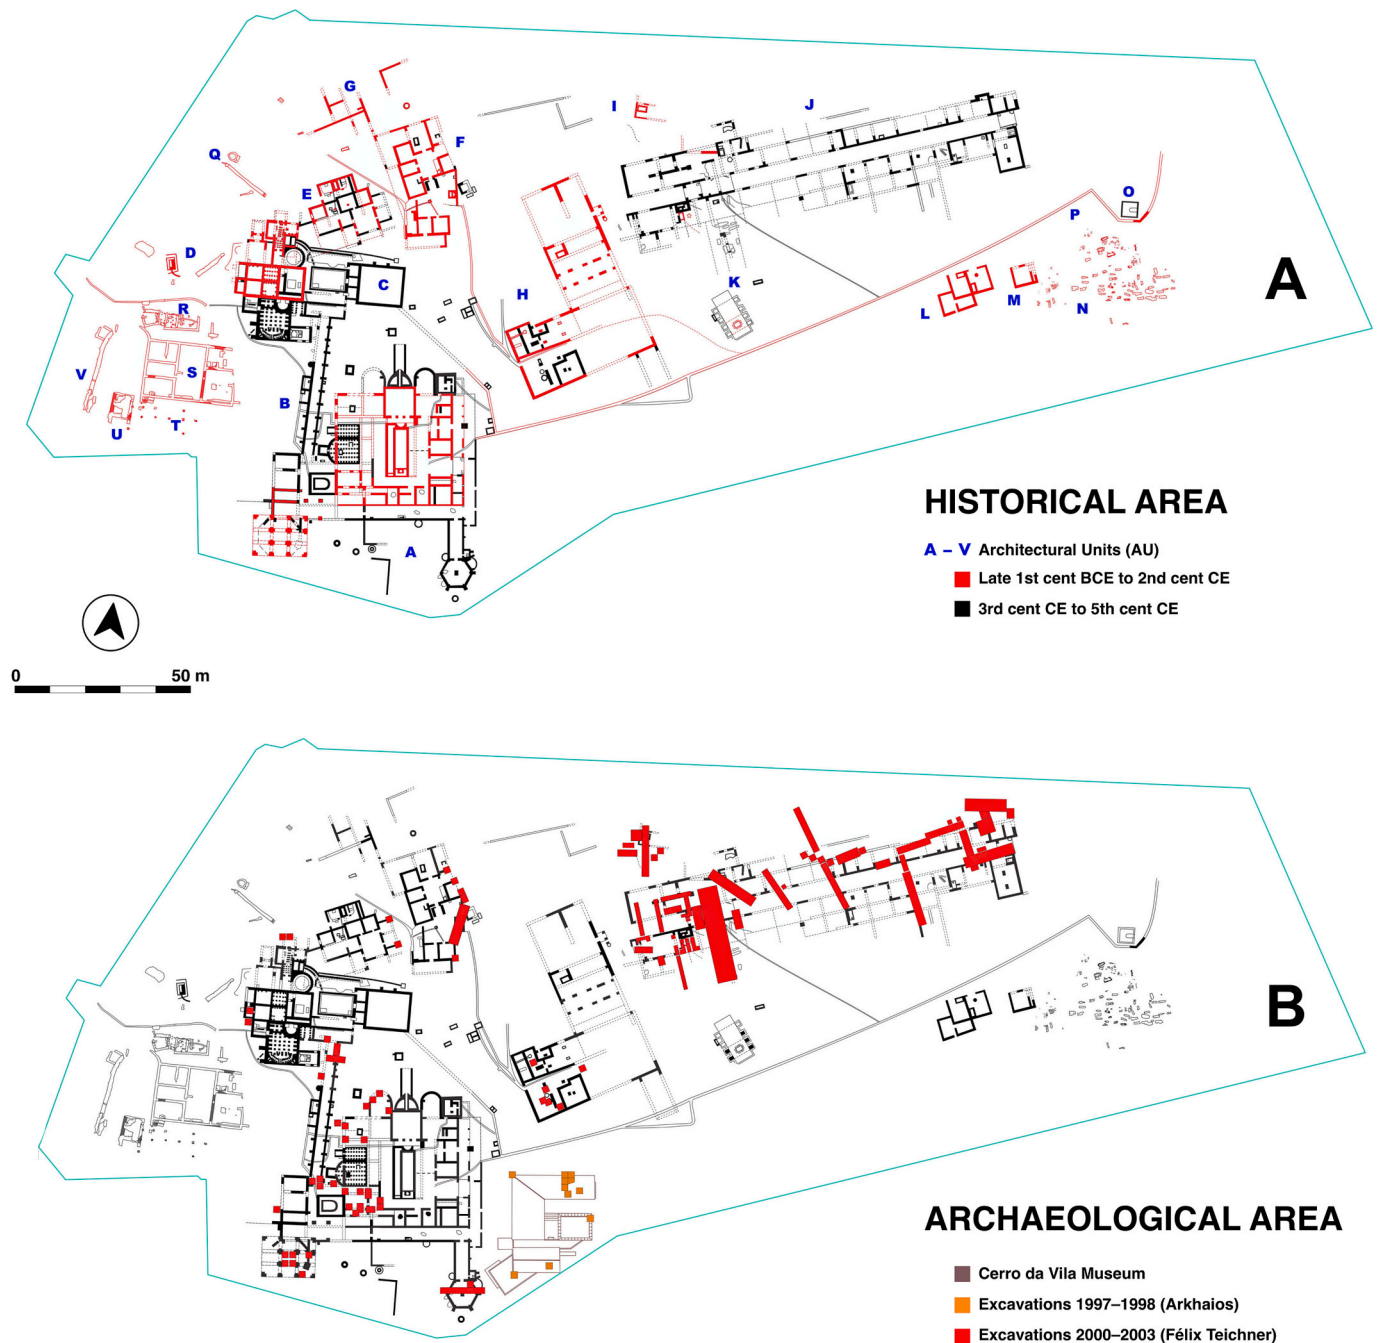 G
I
J
F
Q
E
O
P
D
A
C
K
H
M
L
N
R
V
S
B
T
U
HISTORICAL AREA
A – V Architectural Units (AU)
A
Late 1st cent BCE to 2nd cent CE
3rd cent CE to 5th cent CE
0 50 m
B
ARCHAEOLOGICAL AREA
Cerro da Vila Museum
Excavations 1997–1998 (Arkhaios)
Excavations 2000–2003 (Félix Teichner)